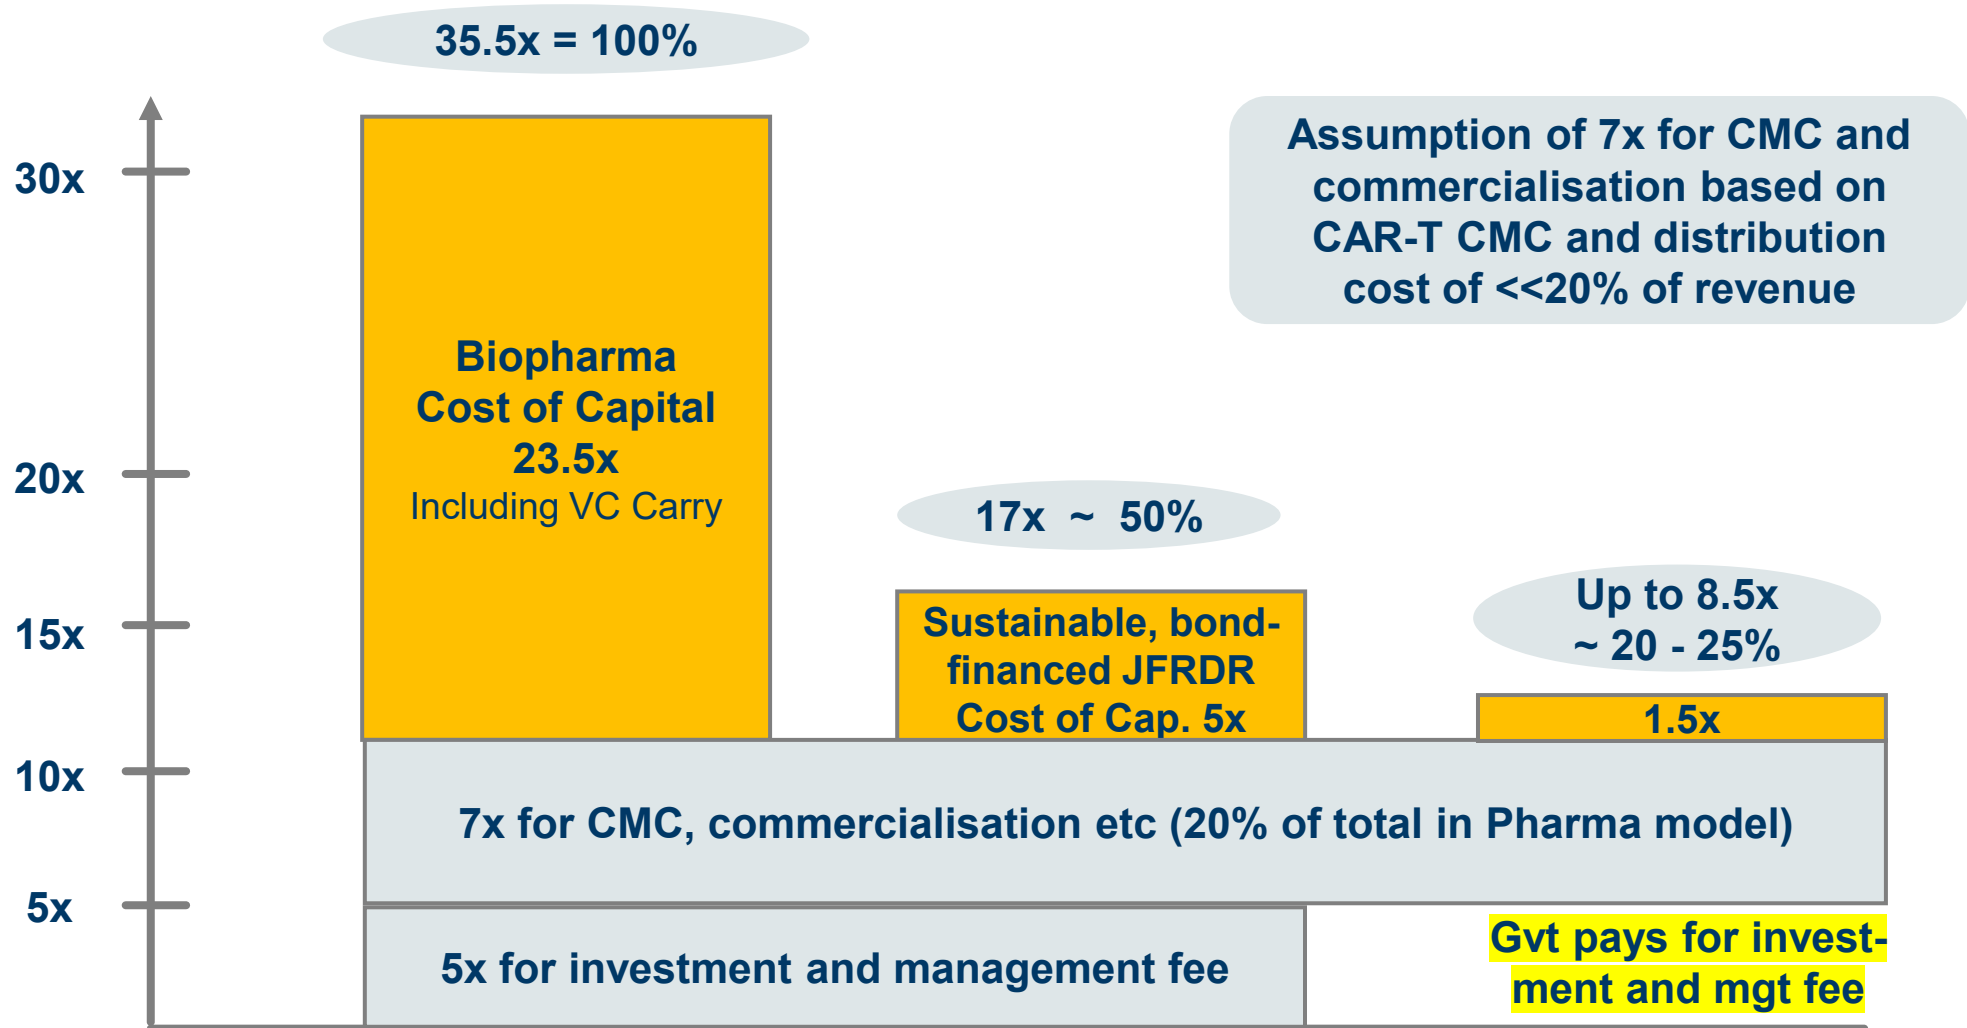 35.5x = 100%
Assumption of 7x for CMC and
commercialisation based on
CAR-T CMC and distribution
cost of <<20% of revenue
30x
20x
15x
10x
5x
Biopharma
Cost of Capital
23.5x
Including VC Carry
17x ~ 50%
Sustainable, bond-
financed JFRDR
Cost of Cap. 5x
Up to 8.5x
~ 20 - 25%
1.5x
7x for CMC, commercialisation etc (20% of total in Pharma model)
5x for investment and management fee
Gvt pays for invest-
ment and mgt fee